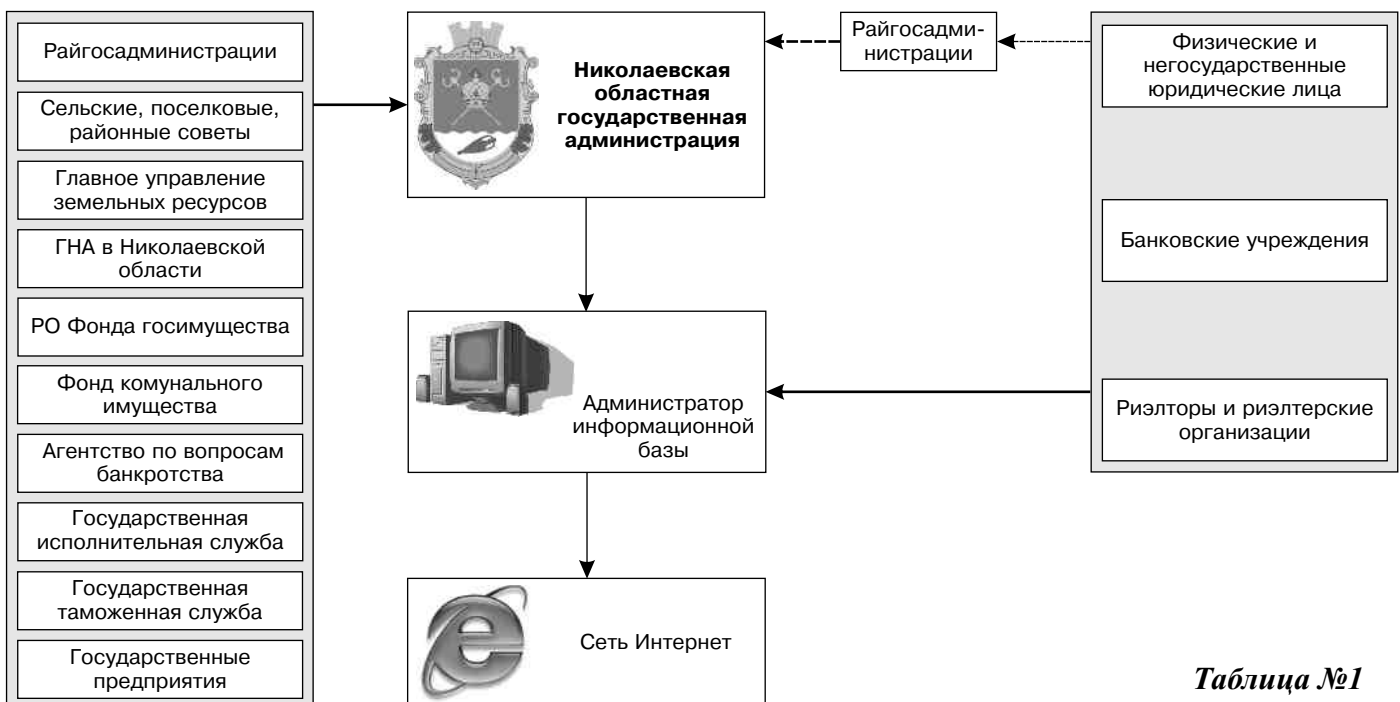 Райгосадминистрации
Сельские, поселковые,
районные советы
Главное управление
земельных ресурсов
ГНА в Николаевской
области
РО Фонда госимущества
Фонд комунального
имущества
Агентство по вопросам
банкротства
Государственная
исполнительная служба
Государственная
таможенная служба
Государственные
предприятия
Николаевская
областная
государственная
администрация
Администратор
информационной
базы
Сеть Интернет
Райгосадми-
нистрации
Физические и
негосударственные
юридические лица
Банковские учреждения
Риэлторы и риэлтерские
организации
Таблица №1